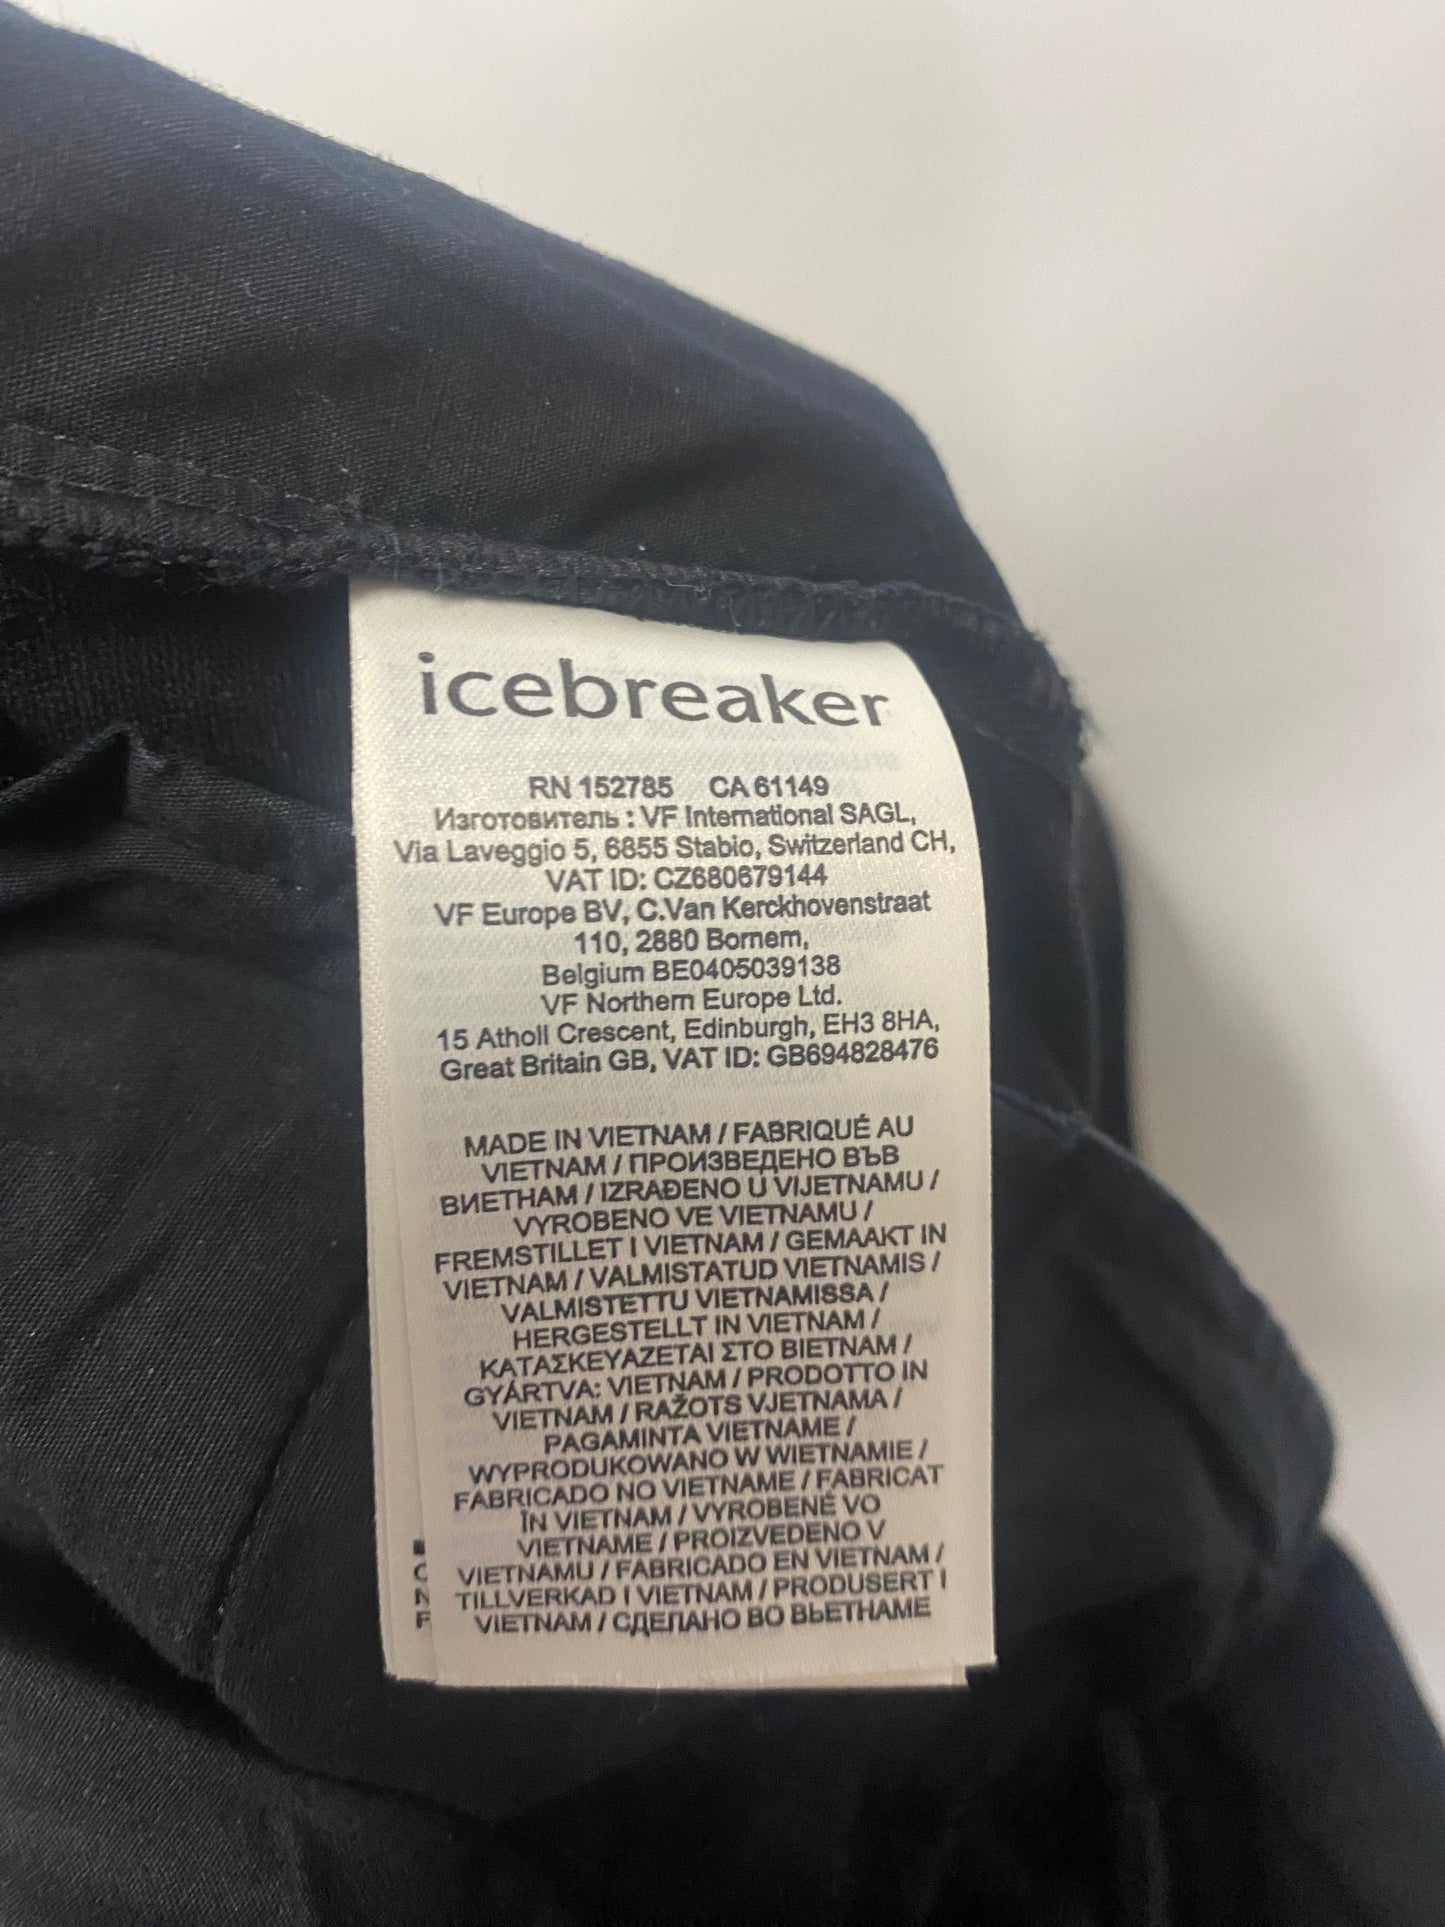 icebreaker
RN 152785 CA 61149
Изготовитель : VF International SAGL,
Via Laveggio 5, 6855 Stabio, Switzerland CH,
VAT ID: CZ680679144
VF Europe BV, C.Van Kerckhovenstraat
110, 2880 Bornem,
Belgium BE0405039138
VF Northern Europe Ltd.
15 Atholl Crescent, Edinburgh, EH3 8HA,
Great Britain GB, VAT ID: GB694828476
MADE IN VIETNAM / FABRIQUÉ AU
VIETNAM / ПРОИЗВЕДЕНО ВЪВ
ВИЕТНАМ / IZRAĐENO U VIJETNAMU /
VYROBENO VE VIETNAMU /
FREMSTILLET I VIETNAM / GEMAAKT IN
VIETNAM / VALMISTATUD VIETNAMIS /
VALMISTETTU VIETNAMISSA /
HERGESTELLT IN VIETNAM /
ΚΑΤΑΣΚΕΥΑΖΕΤΑΙ ΣΤΟ ΒΙΕΤΝΑΜ /
GYÁRTVA: VIETNAM / PRODOTTO IN
VIETNAM / RAŽOTS VJETNAMA /
PAGAMINTA VIETNAME /
WYPRODUKOWANO W WIETNAMIE /
FABRICADO NO VIETNAME / FABRICAT
ÎN VIETNAM / VYROBENÉ VO
VIETNAME / PROIZVEDENO V
VIETNAMU / FABRICADO EN VIETNAM /
TILLVERKAD I VIETNAM / PRODUSERT I
VIETNAM / СДЕЛАНО ВО ВЬЕТНАМЕ